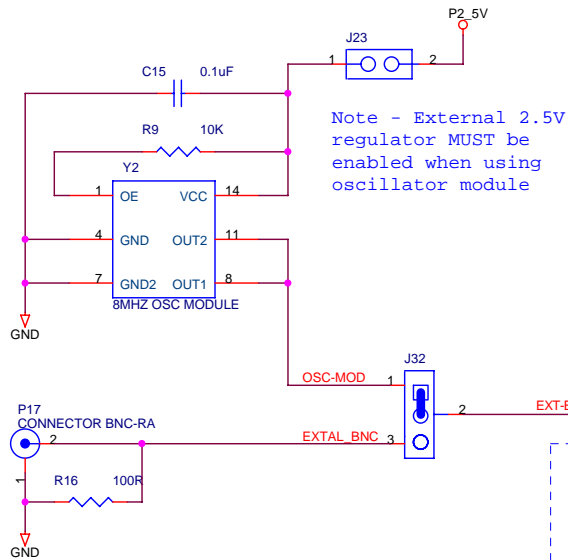 P2_5V
J23
1
2
C15
0.1uF
Note - External 2.5V
regulator MUST be
enabled when using
oscillator module
R9
10K
Y2
1
OE
VCC
14
4
GND
OUT2
11
7
GND2
OUT1
8
8MHZ OSC MODULE
GND
J32
OSC-MOD
1
2
P17
CONNECTOR BNC-RA
2
EXTAL_BNC
3
1
R16
100R
GND